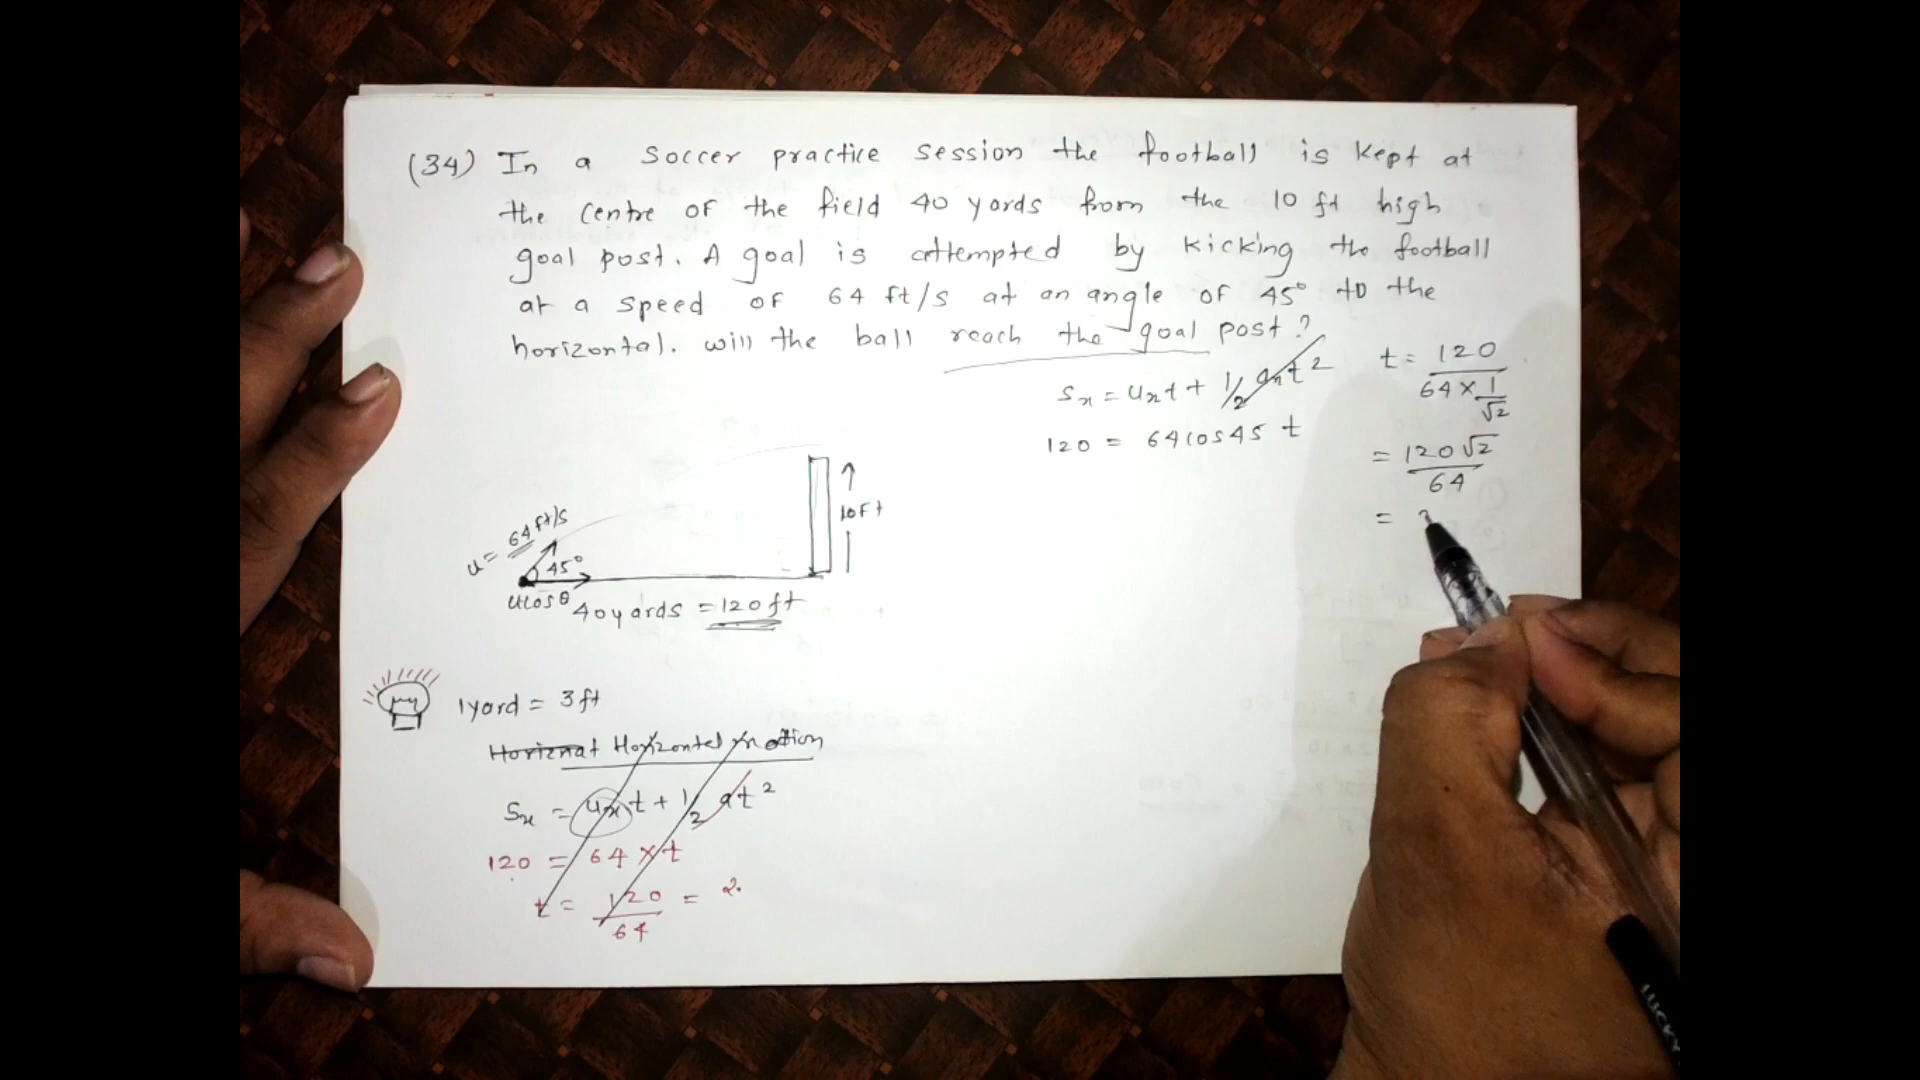 (34) In a soccer practice session the football is kept at
the centre of the field 40 yards from the 10 ft high
goal post. A goal is attempted by kicking the football
at a speed of 64 ft/s at an angle of 45° to the
horizontal. will the ball reach the goal post?
Sx = uxt + 1/2 axt2
120 = 64 cos45 t
t = 120 / 64 × 1/√2
= 120√2 / 64
=
u = 64 ft/s
45°
10Ft
ucosθ
40 yards = 120 ft
1 yard = 3 ft
Horizontal motion
Sx = uxt + 1/2 at2
120 = 64 × t
t = 120/64 = 2.
LUCKY